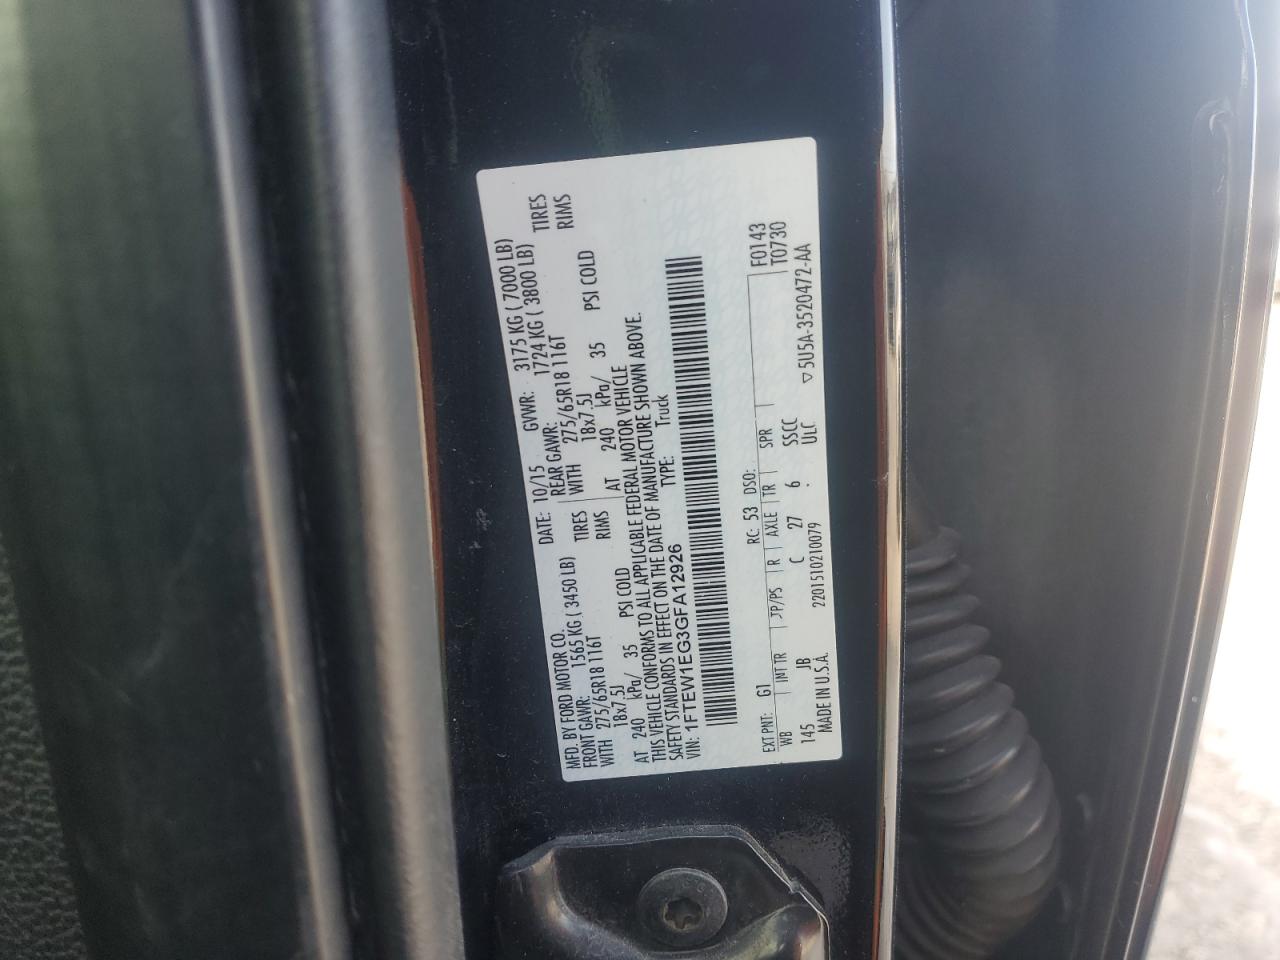 MFD. BY FORD MOTOR CO.
DATE: 10/15 GVWR: 3175 KG ( 7000 LB)
FRONT GAWR: 1565 KG ( 3450 LB) REAR GAWR: 1724 KG ( 3800 LB)
WITH 275/65R18 116T TIRES WITH 275/65R18 116T TIRES
18x7.5J RIMS 18x7.5J RIMS
AT 240 kPa/ 35 PSI COLD AT 240 kPa/ 35 PSI COLD
THIS VEHICLE CONFORMS TO ALL APPLICABLE FEDERAL MOTOR VEHICLE
SAFETY STANDARDS IN EFFECT ON THE DATE OF MANUFACTURE SHOWN ABOVE.
VIN: 1FTEW1EG3GFA12926 TYPE: Truck
EXT PNT: G1 RC: 53 DSO: F0143
WB INT TR TP/PS R AXLE TR SPR T0730
145 JB C 27 6 SSCC
MADE IN U.S.A. 2201510210079 . ULC ▽5U5A-3520472-AA